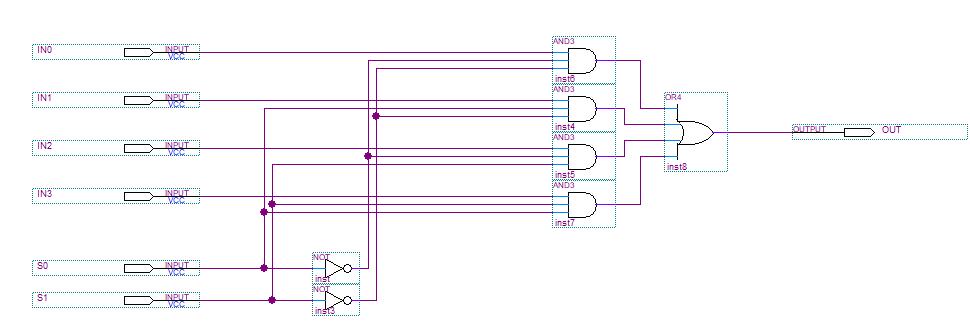 AND3
IN0 INPUT
VCC
inst6
AND3
IN1 INPUT
VCC
OR4
inst4
OUTPUT OUT
AND3
IN2 INPUT
VCC
inst8
inst5
AND3
IN3 INPUT
VCC
inst7
NOT
S0 INPUT
VCC
inst
NOT
S1 INPUT
VCC
inst3